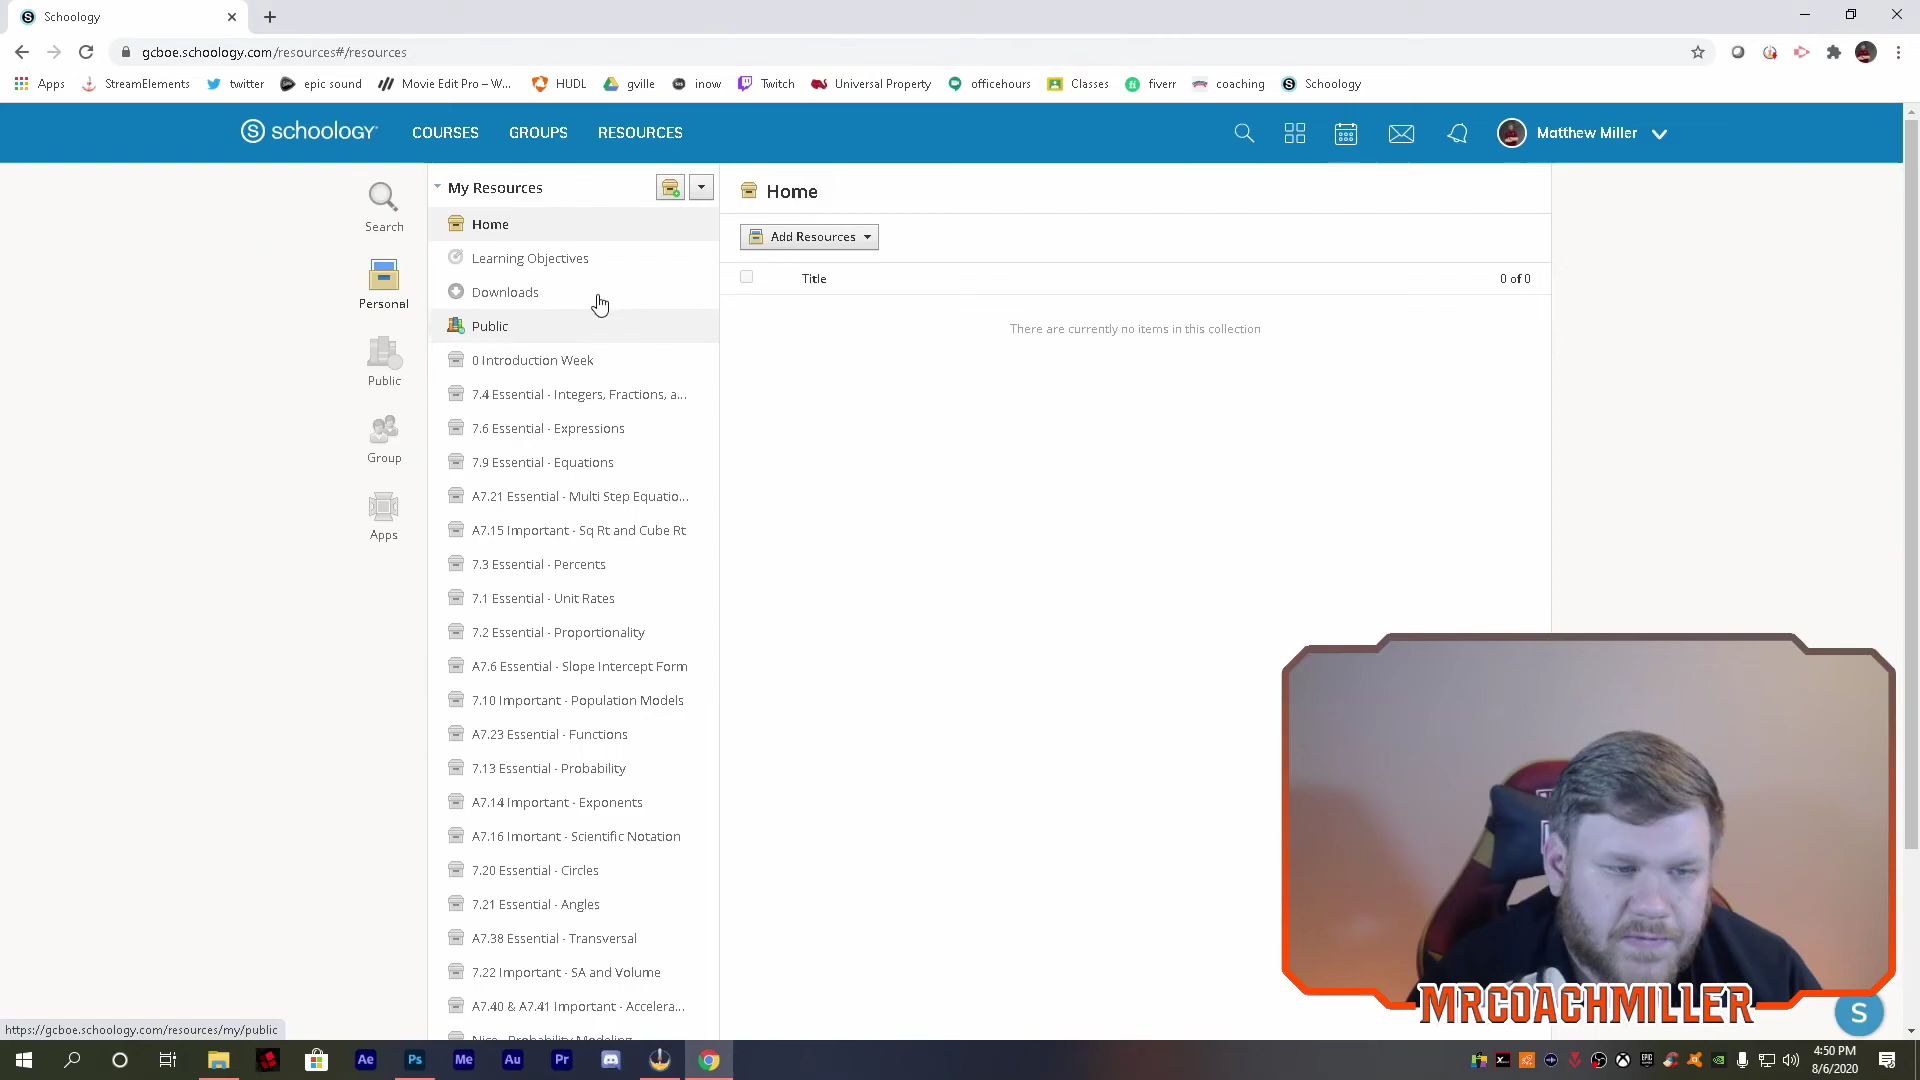 Schoology
gcboe.schoology.com/resources#/resources
Apps StreamElements twitter epic sound Movie Edit Pro – W... HUDL gville inow Twitch Universal Property officehours Classes fiverr coaching Schoology
S schoology COURSES GROUPS RESOURCES Matthew Miller
Search
Personal
Public
Group
Apps
My Resources
Home
Learning Objectives
Downloads
Public
0 Introduction Week
7.4 Essential - Integers, Fractions, a...
7.6 Essential - Expressions
7.9 Essential - Equations
A7.21 Essential - Multi Step Equatio...
A7.15 Important - Sq Rt and Cube Rt
7.3 Essential - Percents
7.1 Essential - Unit Rates
7.2 Essential - Proportionality
A7.6 Essential - Slope Intercept Form
7.10 Important - Population Models
A7.23 Essential - Functions
7.13 Essential - Probability
A7.14 Important - Exponents
A7.16 Imortant - Scientific Notation
7.20 Essential - Circles
7.21 Essential - Angles
A7.38 Essential - Transversal
7.22 Important - SA and Volume
A7.40 & A7.41 Important - Accelera...
Home
Add Resources
Title 0 of 0
There are currently no items in this collection
MRCOACHMILLER
S
https://gcboe.schoology.com/resources/my/public
Ae Ps Me Au Pr
4:50 PM
8/6/2020